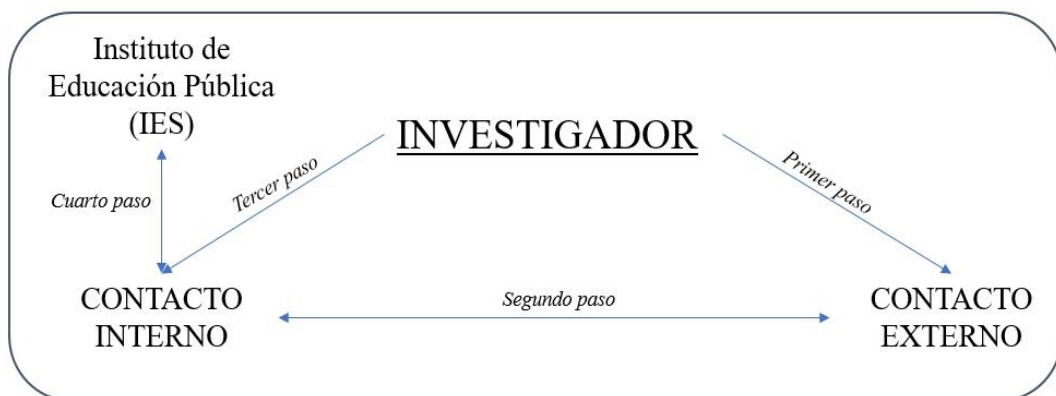 Instituto de
Educación Pública
(IES)
INVESTIGADOR
Tercer paso
Primer paso
Cuarto paso
Segundo paso
CONTACTO
INTERNO
CONTACTO
EXTERNO